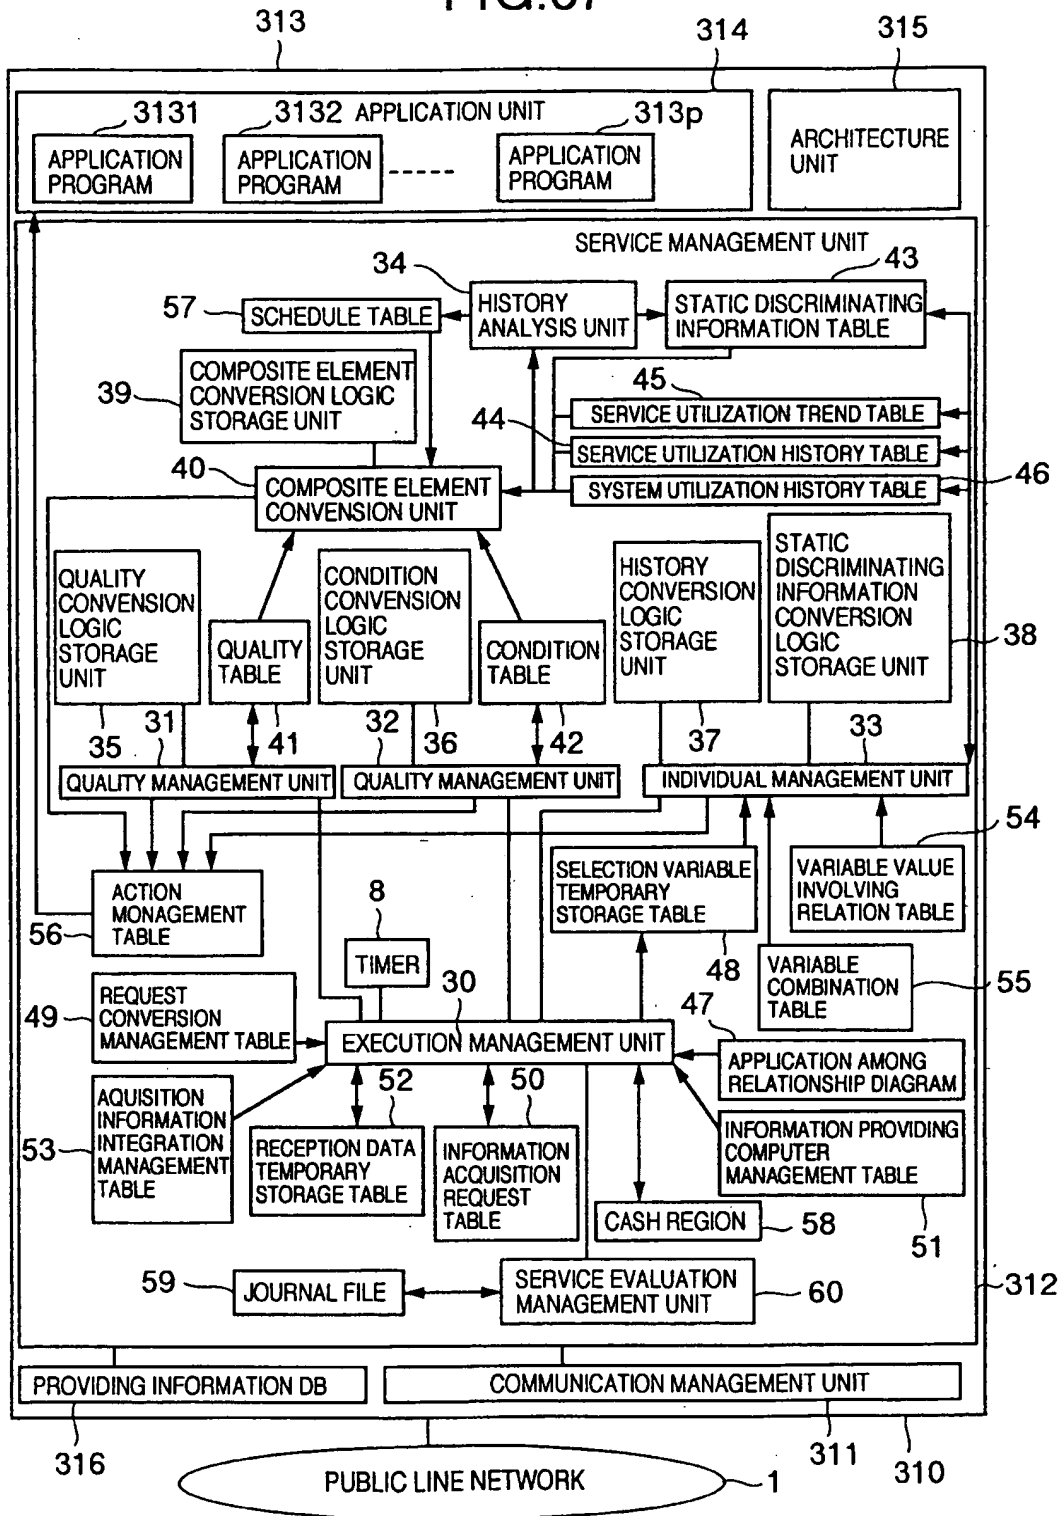 FIG.67
313
314
315
3131
3132
APPLICATION UNIT
313p
APPLICATION
PROGRAM
APPLICATION
PROGRAM
APPLICATION
PROGRAM
ARCHITECTURE
UNIT
SERVICE MANAGEMENT UNIT
34
43
57
SCHEDULE TABLE
HISTORY
ANALYSIS UNIT
STATIC DISCRIMINATING
INFORMATION TABLE
39
COMPOSITE ELEMENT
CONVERSION LOGIC
STORAGE UNIT
45
SERVICE UTILIZATION TREND TABLE
44
SERVICE UTILIZATION HISTORY TABLE
46
SYSTEM UTILIZATION HISTORY TABLE
40
COMPOSITE ELEMENT
CONVENSION UNIT
QUALITY
CONVENSION
LOGIC
STORAGE
UNIT
QUALITY
TABLE
CONDITION
CONVENSION
LOGIC
STORAGE
UNIT
CONDITION
TABLE
HISTORY
CONVERSION
LOGIC
STORAGE
UNIT
STATIC
DISCRIMINATING
INFORMATION
CONVERSION
LOGIC
STORAGE UNIT
38
35
31
41
32
36
42
37
33
QUALITY MANAGEMENT UNIT
QUALITY MANAGEMENT UNIT
INDIVIDUAL MANAGEMENT UNIT
54
ACTION
MONAGEMENT
TABLE
56
8
TIMER
SELECTION VARIABLE
TEMPORARY
STORAGE TABLE
48
VARIABLE VALUE
INVOLVING
RELATION TABLE
VARIABLE
COMBINATION
TABLE
55
49
REQUEST
CONVERSION
MANAGEMENT TABLE
30
EXECUTION MANAGEMENT UNIT
47
APPLICATION AMONG
RELATIONSHIP DIAGRAM
53
AQUISITION
INFORMATION
INTEGRATION
MANAGEMENT
TABLE
52
RECEPTION DATA
TEMPORARY
STORAGE TABLE
50
INFORMATION
ACQUISITION
REQUEST
TABLE
INFORMATION PROVIDING
COMPUTER
MANAGEMENT TABLE
51
CASH REGION
58
59
JOURNAL FILE
SERVICE EVALUATION
MANAGEMENT UNIT
60
312
PROVIDING INFORMATION DB
COMMUNICATION MANAGEMENT UNIT
316
311
310
PUBLIC LINE NETWORK
1